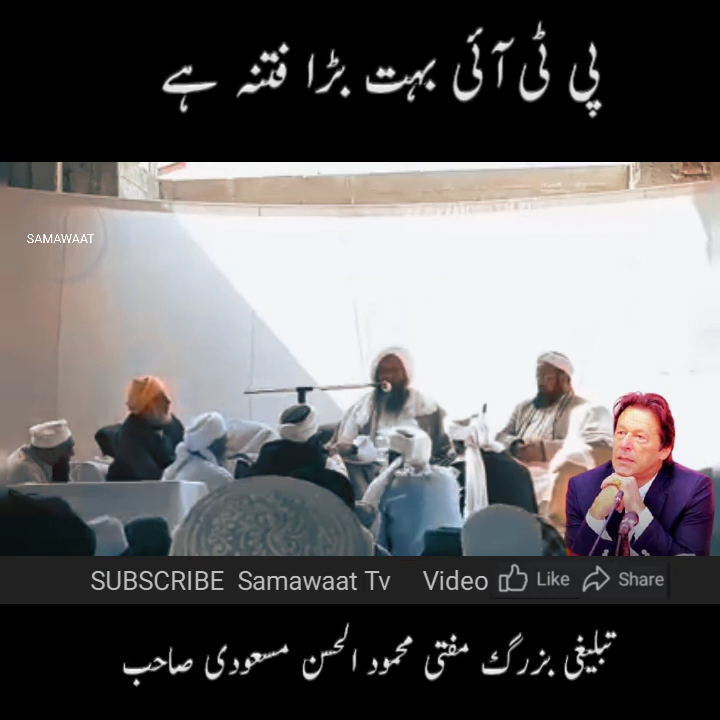 پی ٹی آئی بہت بڑا فتنہ ہے
SAMAWAAT
SUBSCRIBE Samawaat Tv Video Like Share
تبلیغی بزرگ مفتی محمود الحسن مسعودی صاحب